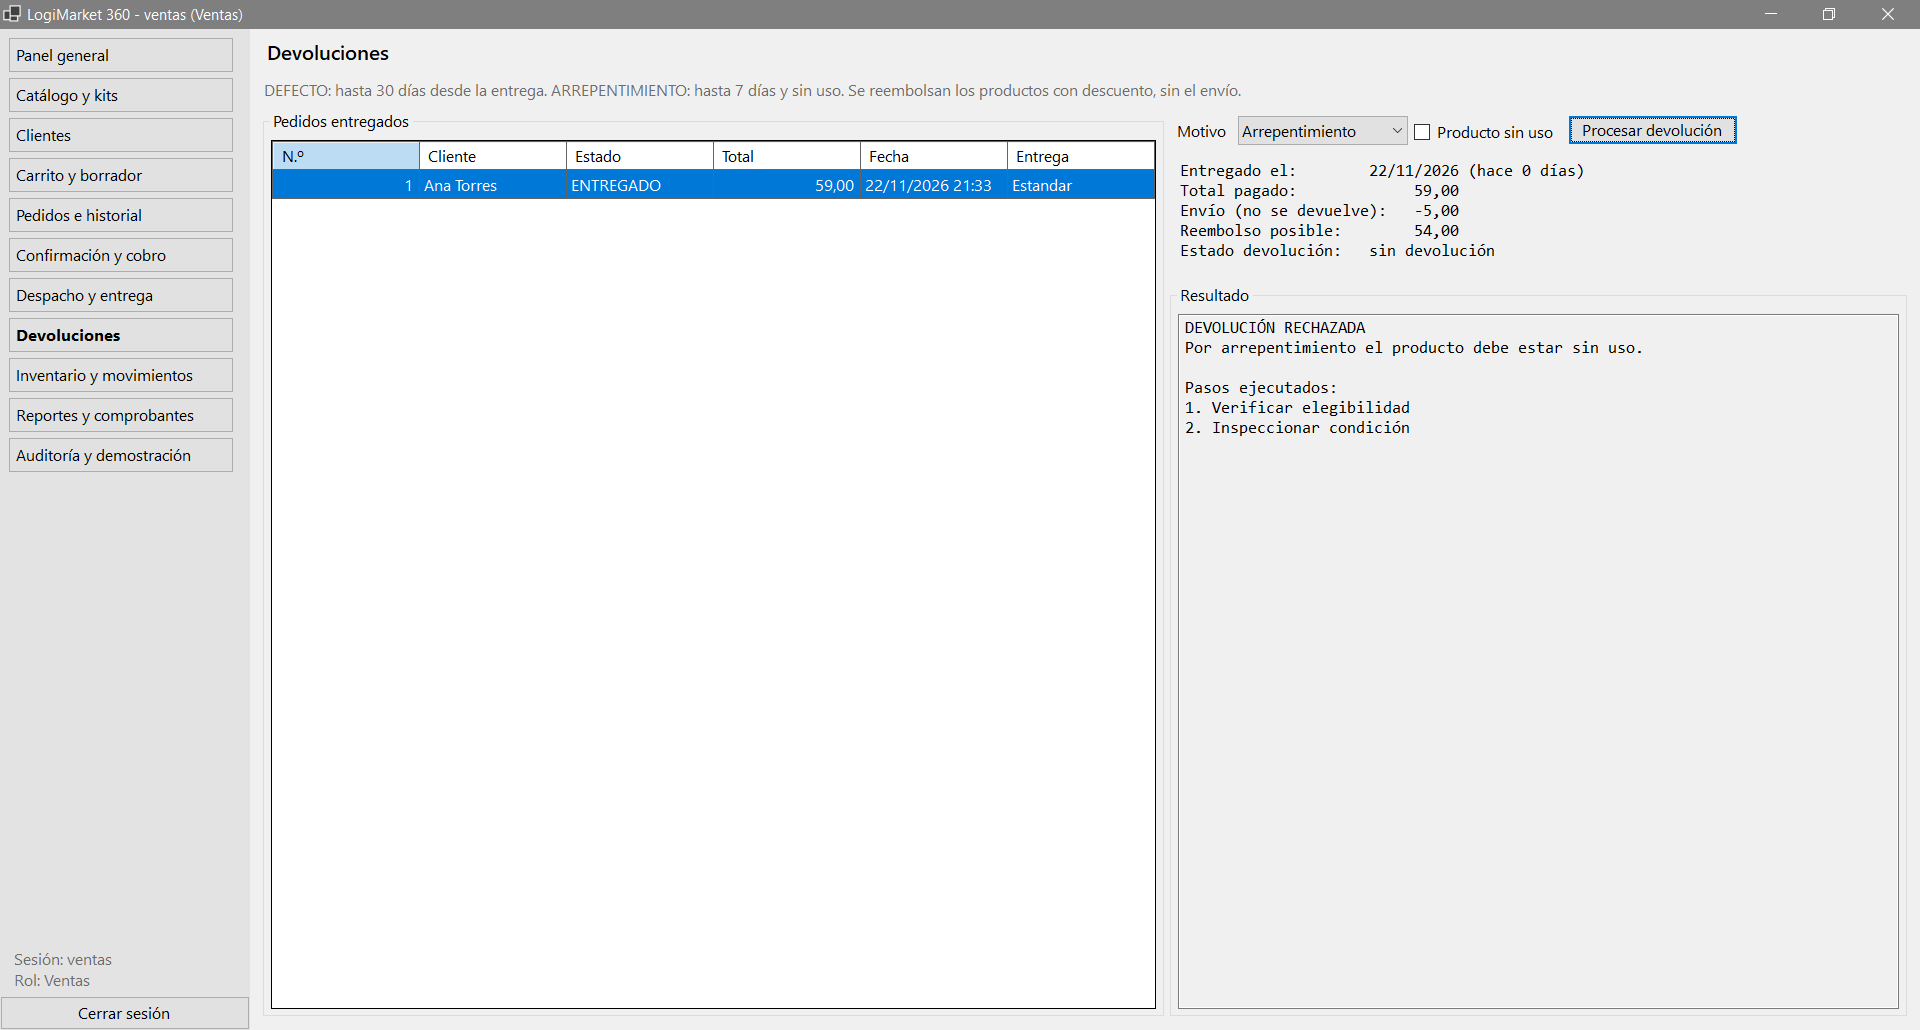 LogiMarket 360 - ventas (Ventas)
Panel general
Catálogo y kits
Clientes
Carrito y borrador
Pedidos e historial
Confirmación y cobro
Despacho y entrega
Devoluciones
Inventario y movimientos
Reportes y comprobantes
Auditoría y demostración
Sesión: ventas
Rol: Ventas
Cerrar sesión
Devoluciones
DEFECTO: hasta 30 días desde la entrega. ARREPENTIMIENTO: hasta 7 días y sin uso. Se reembolsan los productos con descuento, sin el envío.
Pedidos entregados
N.º Cliente Estado Total Fecha Entrega
1 Ana Torres ENTREGADO 59,00 22/11/2026 21:33 Estandar
Motivo Arrepentimiento Producto sin uso Procesar devolución
Entregado el: 22/11/2026 (hace 0 días)
Total pagado: 59,00
Envío (no se devuelve): -5,00
Reembolso posible: 54,00
Estado devolución: sin devolución
Resultado
DEVOLUCIÓN RECHAZADA
Por arrepentimiento el producto debe estar sin uso.
Pasos ejecutados:
1. Verificar elegibilidad
2. Inspeccionar condición